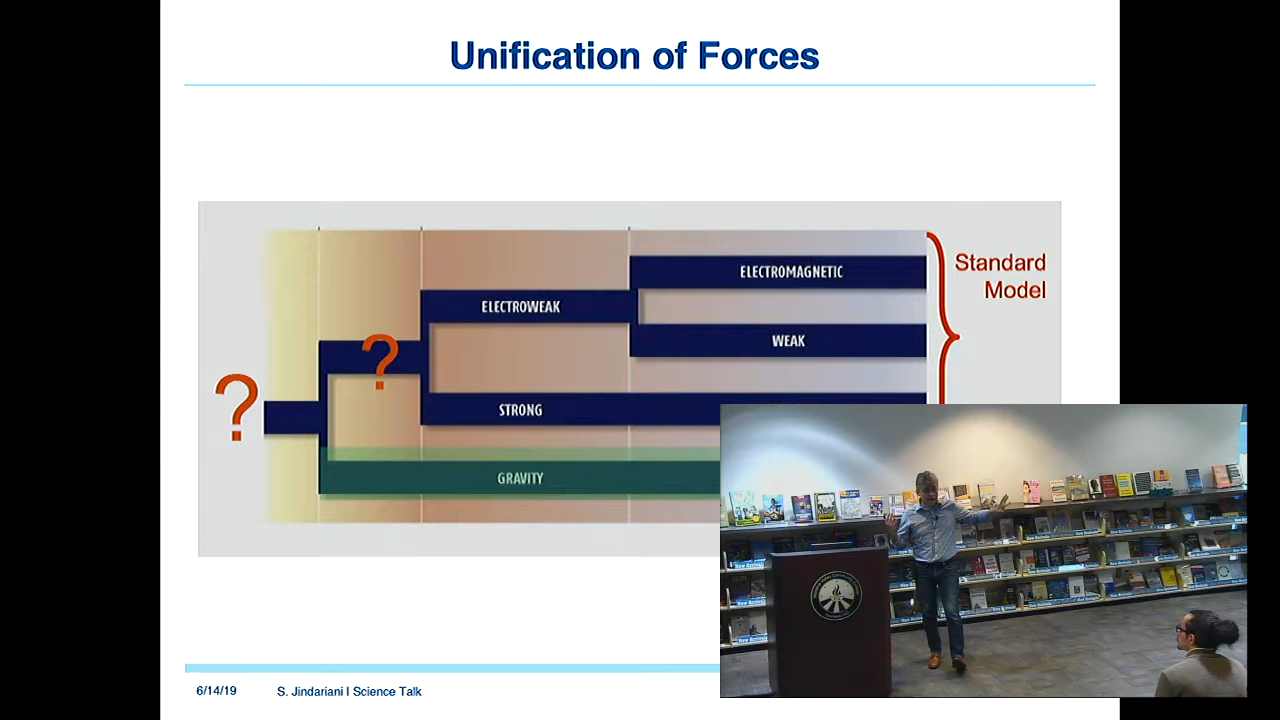 Unification of Forces
ELECTROMAGNETIC
Standard
Model
ELECTROWEAK
?
WEAK
?
STRONG
GRAVITY
6/14/19
S. Jindariani I Science Talk